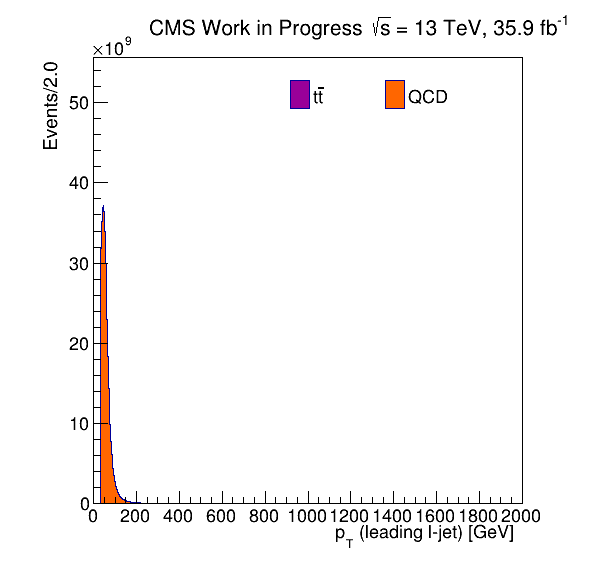 CMS Work in Progress √s = 13 TeV, 35.9 fb⁻¹
×10⁹
Events/2.0
tt̄
QCD
50
40
30
20
10
0
0 200 400 600 800 1000 1200 1400 1600 1800 2000
p_T (leading l-jet) [GeV]